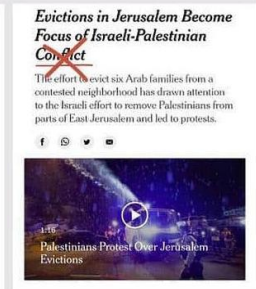 Evictions in Jerusalem Become
Focus of Israeli-Palestinian
Conflict
The effort to evict six Arab families from a
contested neighborhood has drawn attention
to the Israeli effort to remove Palestinians from
parts of East Jerusalem and led to protests.
1:16
Palestinians Protest Over Jerusalem
Evictions